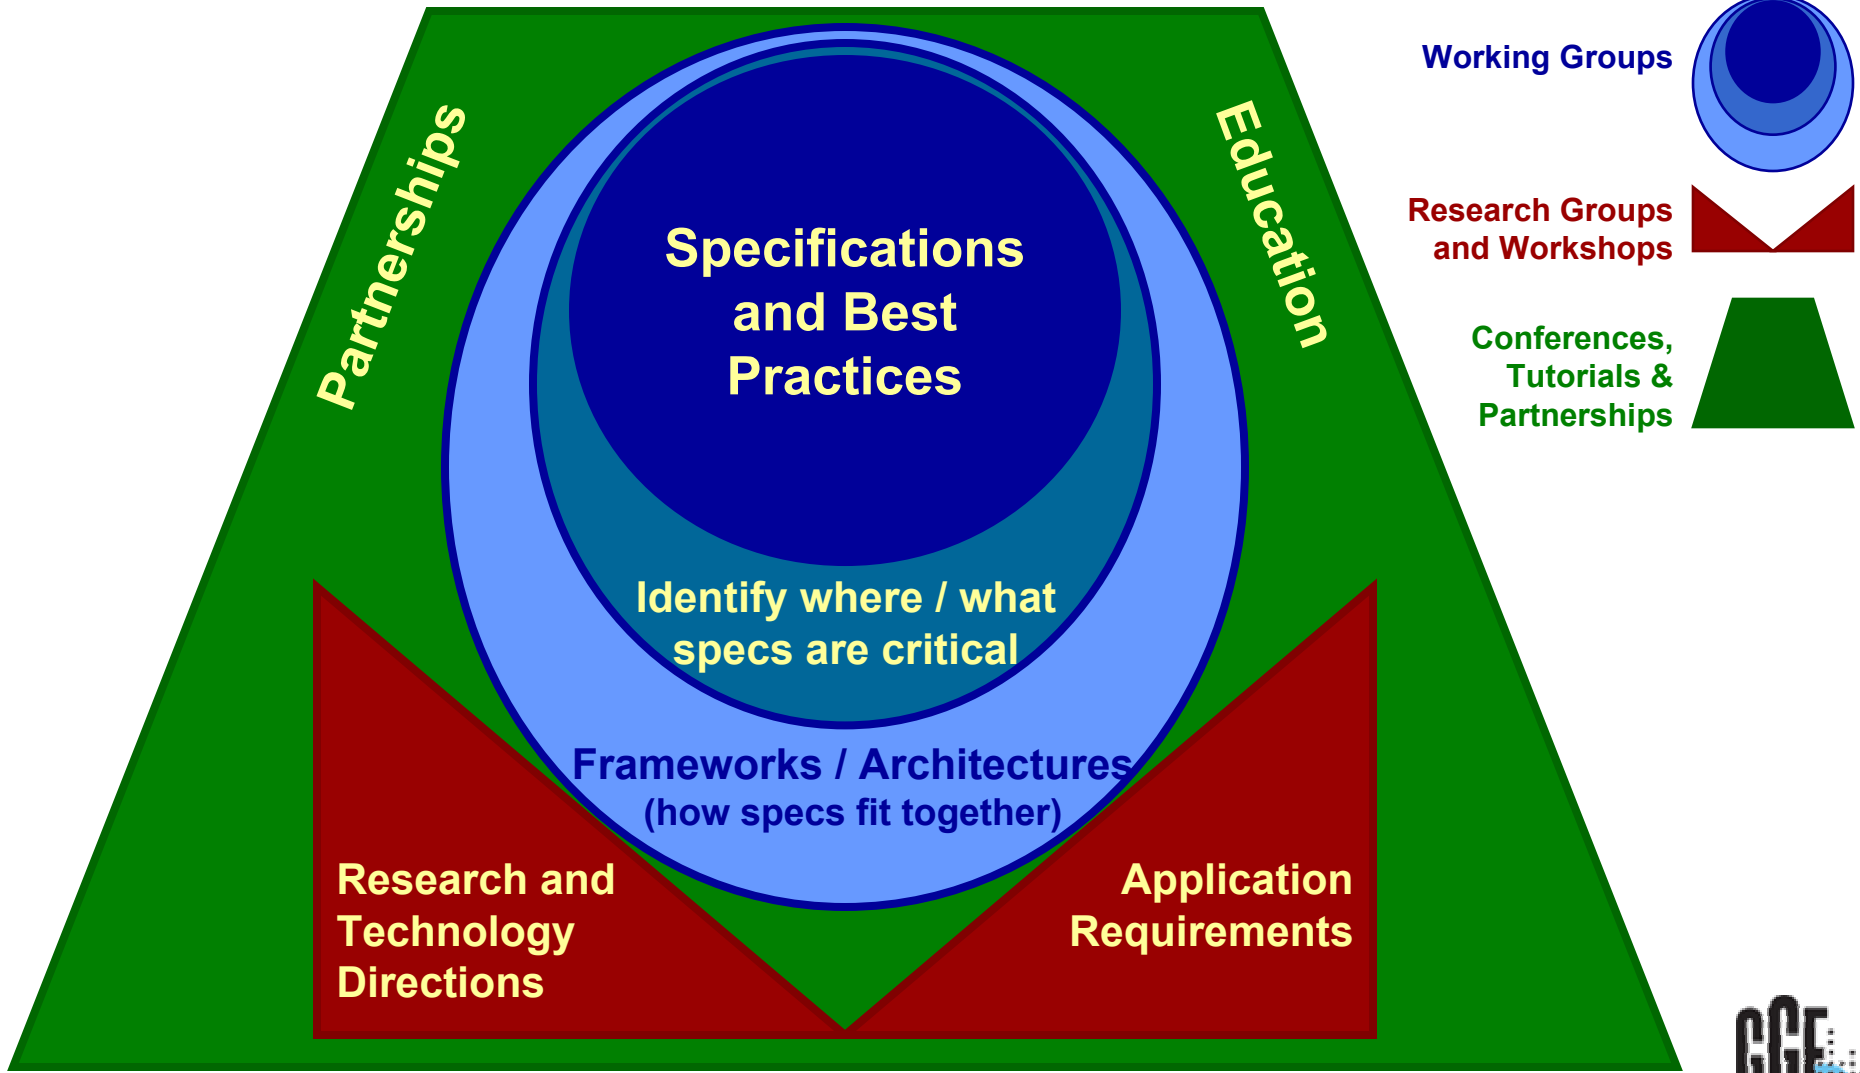 Partnerships
Education
Specifications
and Best
Practices
Identify where / what
specs are critical
Frameworks / Architectures
(how specs fit together)
Research and
Technology
Directions
Application
Requirements
Working Groups
Research Groups
and Workshops
Conferences,
Tutorials &
Partnerships
GGF